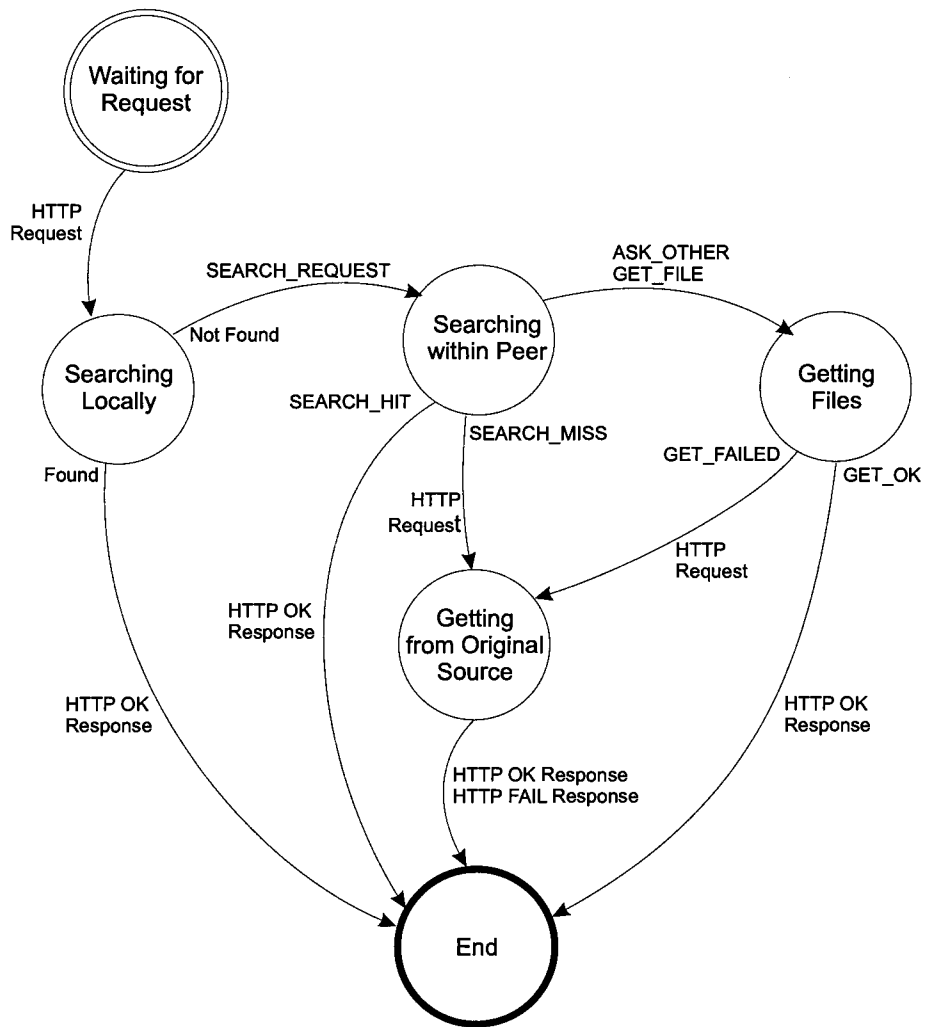 Waiting for
Request
HTTP
Request
SEARCH_REQUEST
Not Found
ASK_OTHER
GET_FILE
Searching
Locally
Searching
within Peer
Getting
Files
Found
SEARCH_HIT
SEARCH_MISS
GET_FAILED
GET_OK
HTTP
Request
HTTP
Request
HTTP OK
Response
Getting
from Original
Source
HTTP OK
Response
HTTP OK
Response
HTTP OK Response
HTTP FAIL Response
End